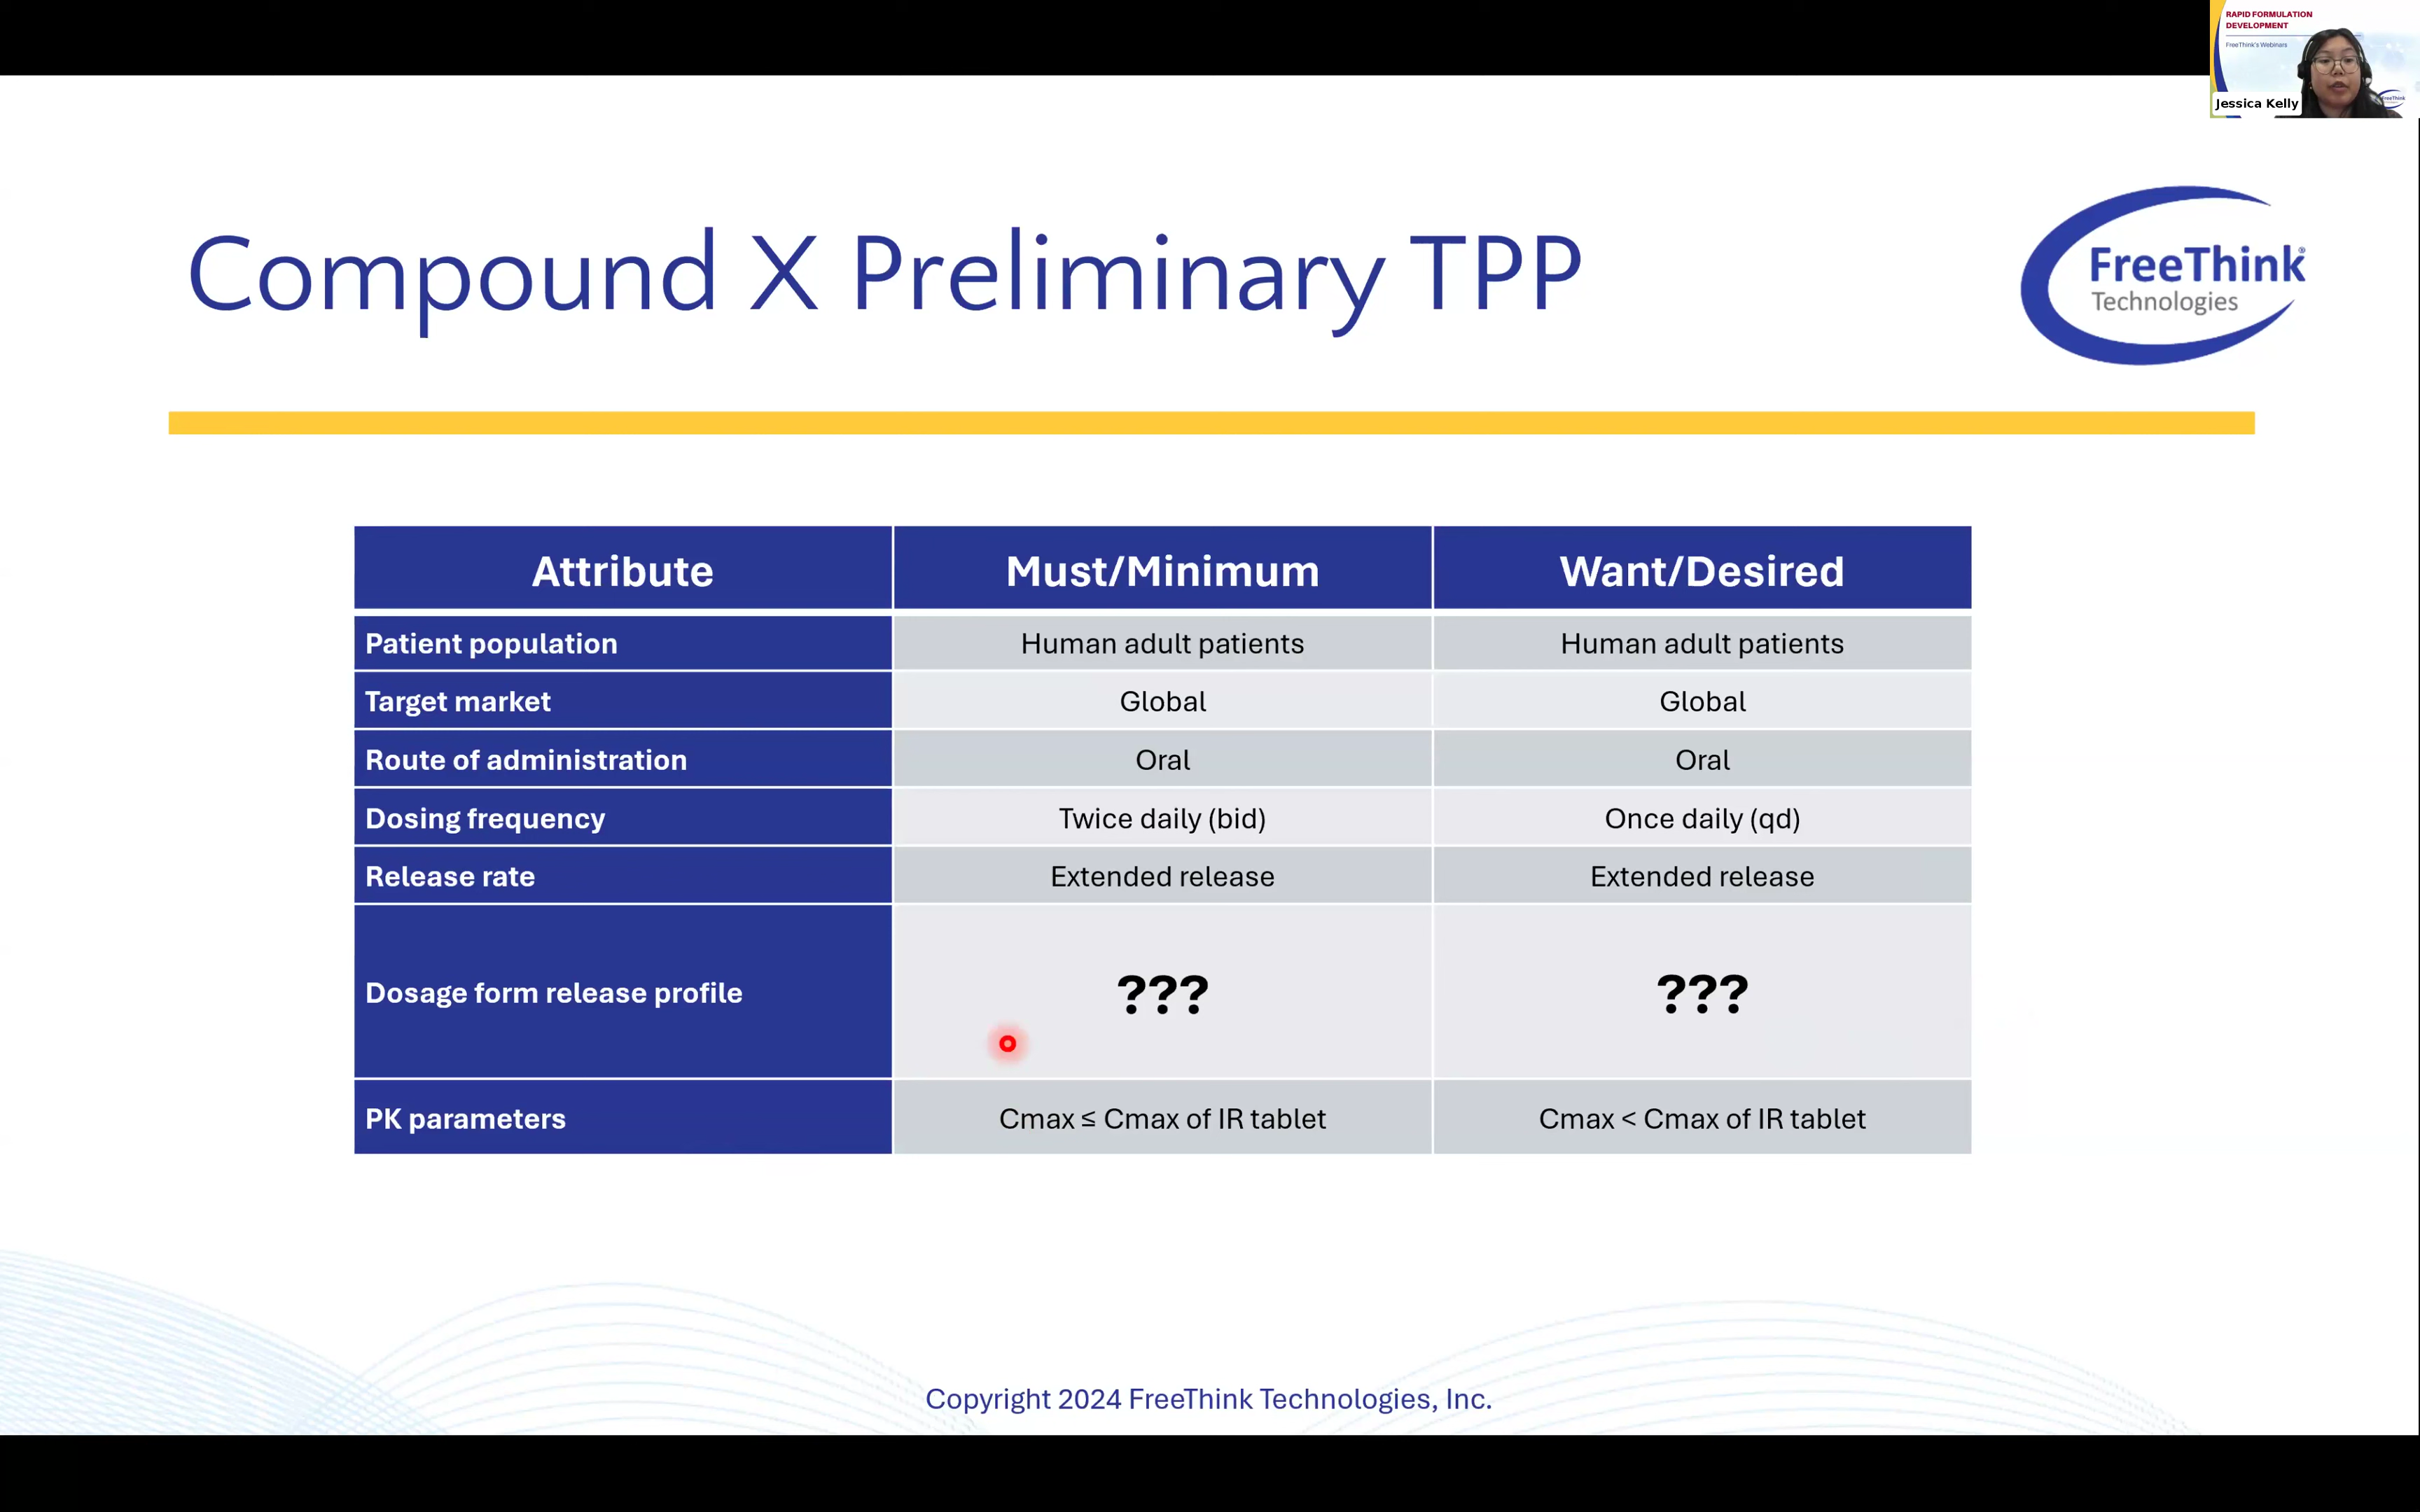 RAPID FORMULATION
DEVELOPMENT
FreeThink's Webinars
Jessica Kelly
FreeThink
Compound X Preliminary TPP
FreeThink®
Technologies
Attribute Must/Minimum Want/Desired
Patient population Human adult patients Human adult patients
Target market Global Global
Route of administration Oral Oral
Dosing frequency Twice daily (bid) Once daily (qd)
Release rate Extended release Extended release
Dosage form release profile ??? ???
PK parameters Cmax ≤ Cmax of IR tablet Cmax < Cmax of IR tablet
Copyright 2024 FreeThink Technologies, Inc.